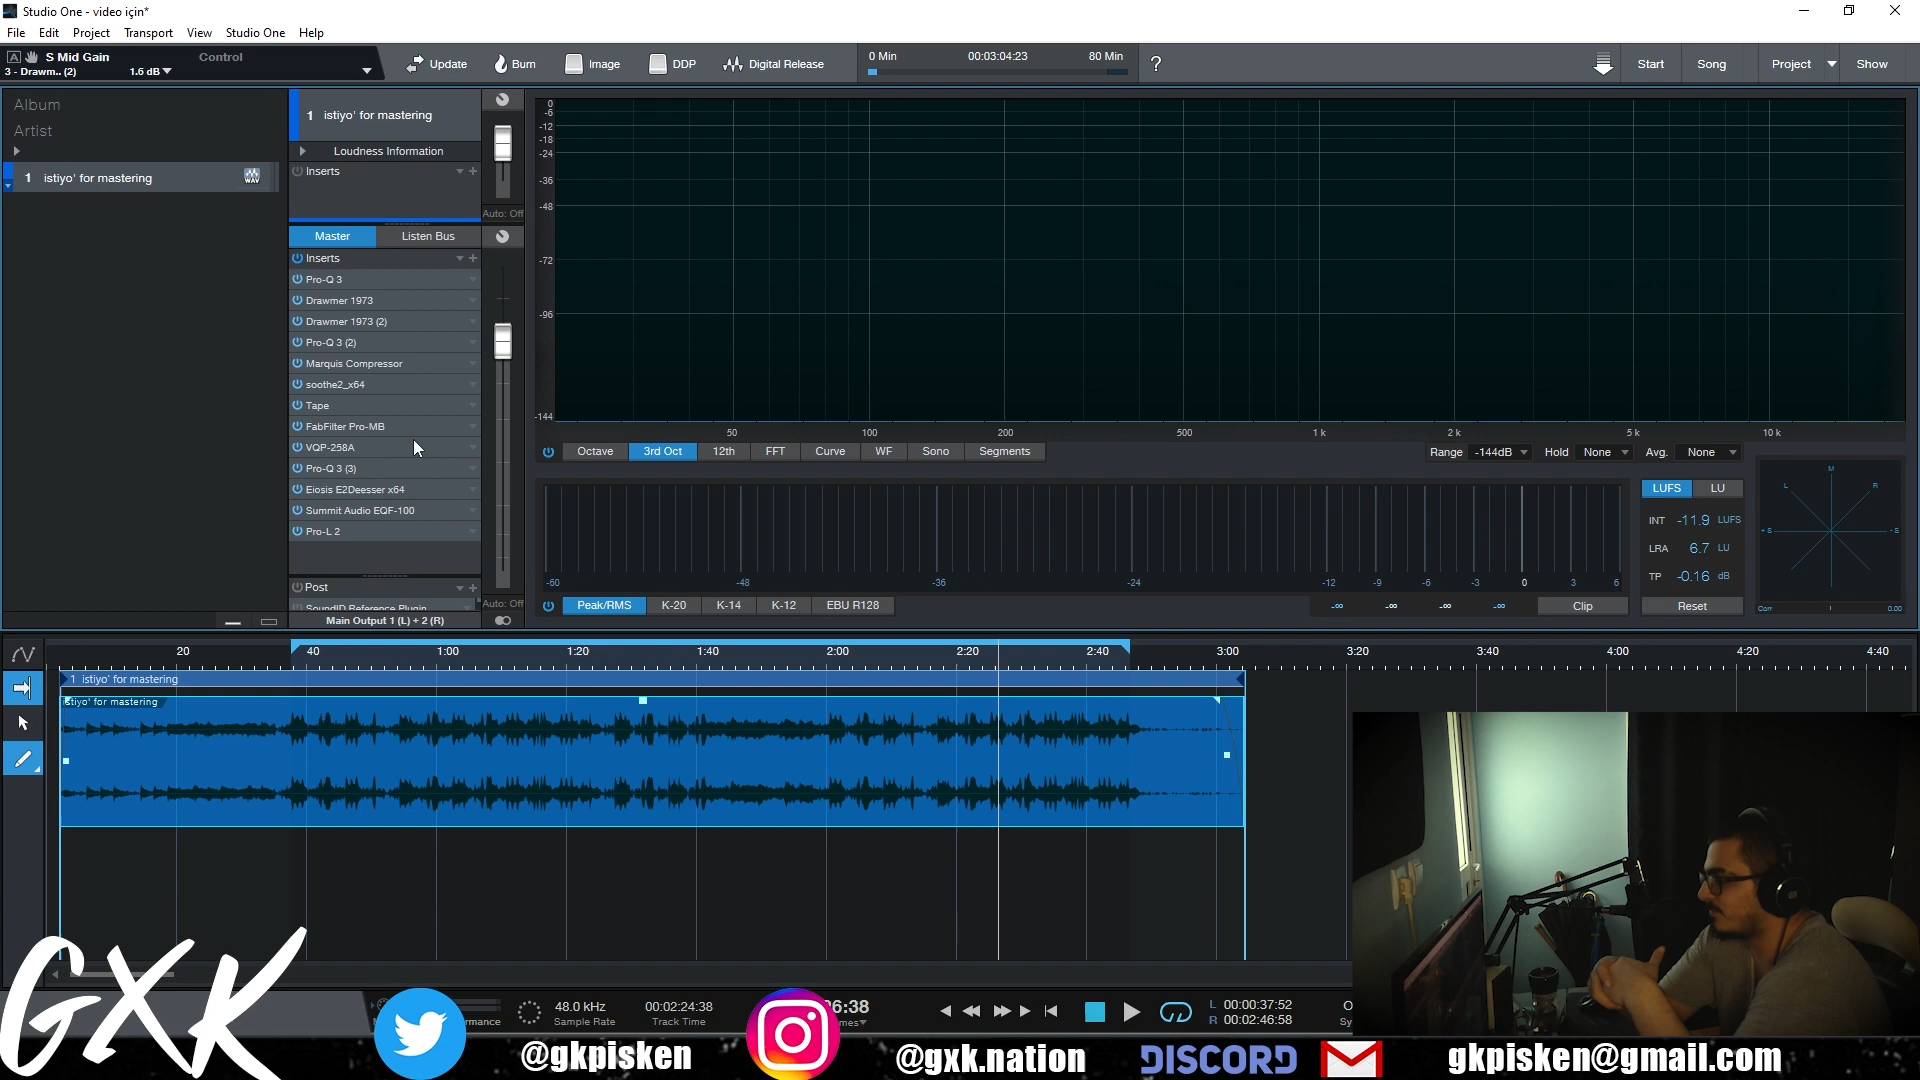 Studio One - video için*
File Edit Project Transport View Studio One Help
S Mid Gain Control
3 - Drawm.. (2) 1.6 dB
Update Burn Image DDP Digital Release
0 Min 00:03:04:23 80 Min
?
Start Song Project Show
Album
Artist
1 istiyo' for mastering
WAV
1 istiyo' for mastering
Loudness Information
Inserts
Auto: Off
Master Listen Bus
Inserts
Pro-Q 3
Drawmer 1973
Drawmer 1973 (2)
Pro-Q 3 (2)
Marquis Compressor
soothe2_x64
Tape
FabFilter Pro-MB
VQP-258A
Pro-Q 3 (3)
Eiosis E2Deesser x64
Summit Audio EQF-100
Pro-L 2
Post
SoundID Reference Plugin
Auto: Off
Main Output 1 (L) + 2 (R)
0
-6
-12
-18
-24
-36
-48
-72
-96
-144
50 100 200 500 1 k 2 k 5 k 10 k
Octave 3rd Oct 12th FFT Curve WF Sono Segments
Range -144dB Hold None Avg. None
-60 -48 -36 -24 -12 -9 -6 -3 0 3 6
Peak/RMS K-20 K-14 K-12 EBU R128
-∞ -∞ -∞ -∞ Clip
LUFS LU
INT -11.9 LUFS
LRA 6.7 LU
TP -0.16 dB
Reset
M
L R
+S -S
Corr 1 0.00
20 40 1:00 1:20 1:40 2:00 2:20 2:40 3:00 3:20 3:40 4:00 4:20 4:40
1 istiyo' for mastering
istiyo' for mastering
48.0 kHz
Sample Rate
00:02:24:38
Track Time
6:38
L 00:00:37:52
R 00:02:46:58
rmance
mes
O
Sy
GXK
@gkpisken
@gxk.nation
DISCORD
gkpisken@gmail.com